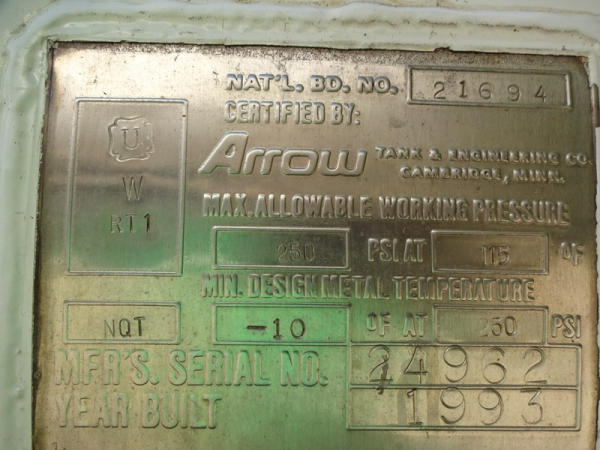 NAT'L. BD. NO. 21694
CERTIFIED BY:
U
W
RT1
Arrow TANK & ENGINEERING CO.
CAMBRIDGE, MINN.
MAX. ALLOWABLE WORKING PRESSURE
250 PSI AT 115 °F
MIN. DESIGN METAL TEMPERATURE
NQT -10 °F AT 250 PSI
MFR'S. SERIAL NO. 24962
YEAR BUILT 1993